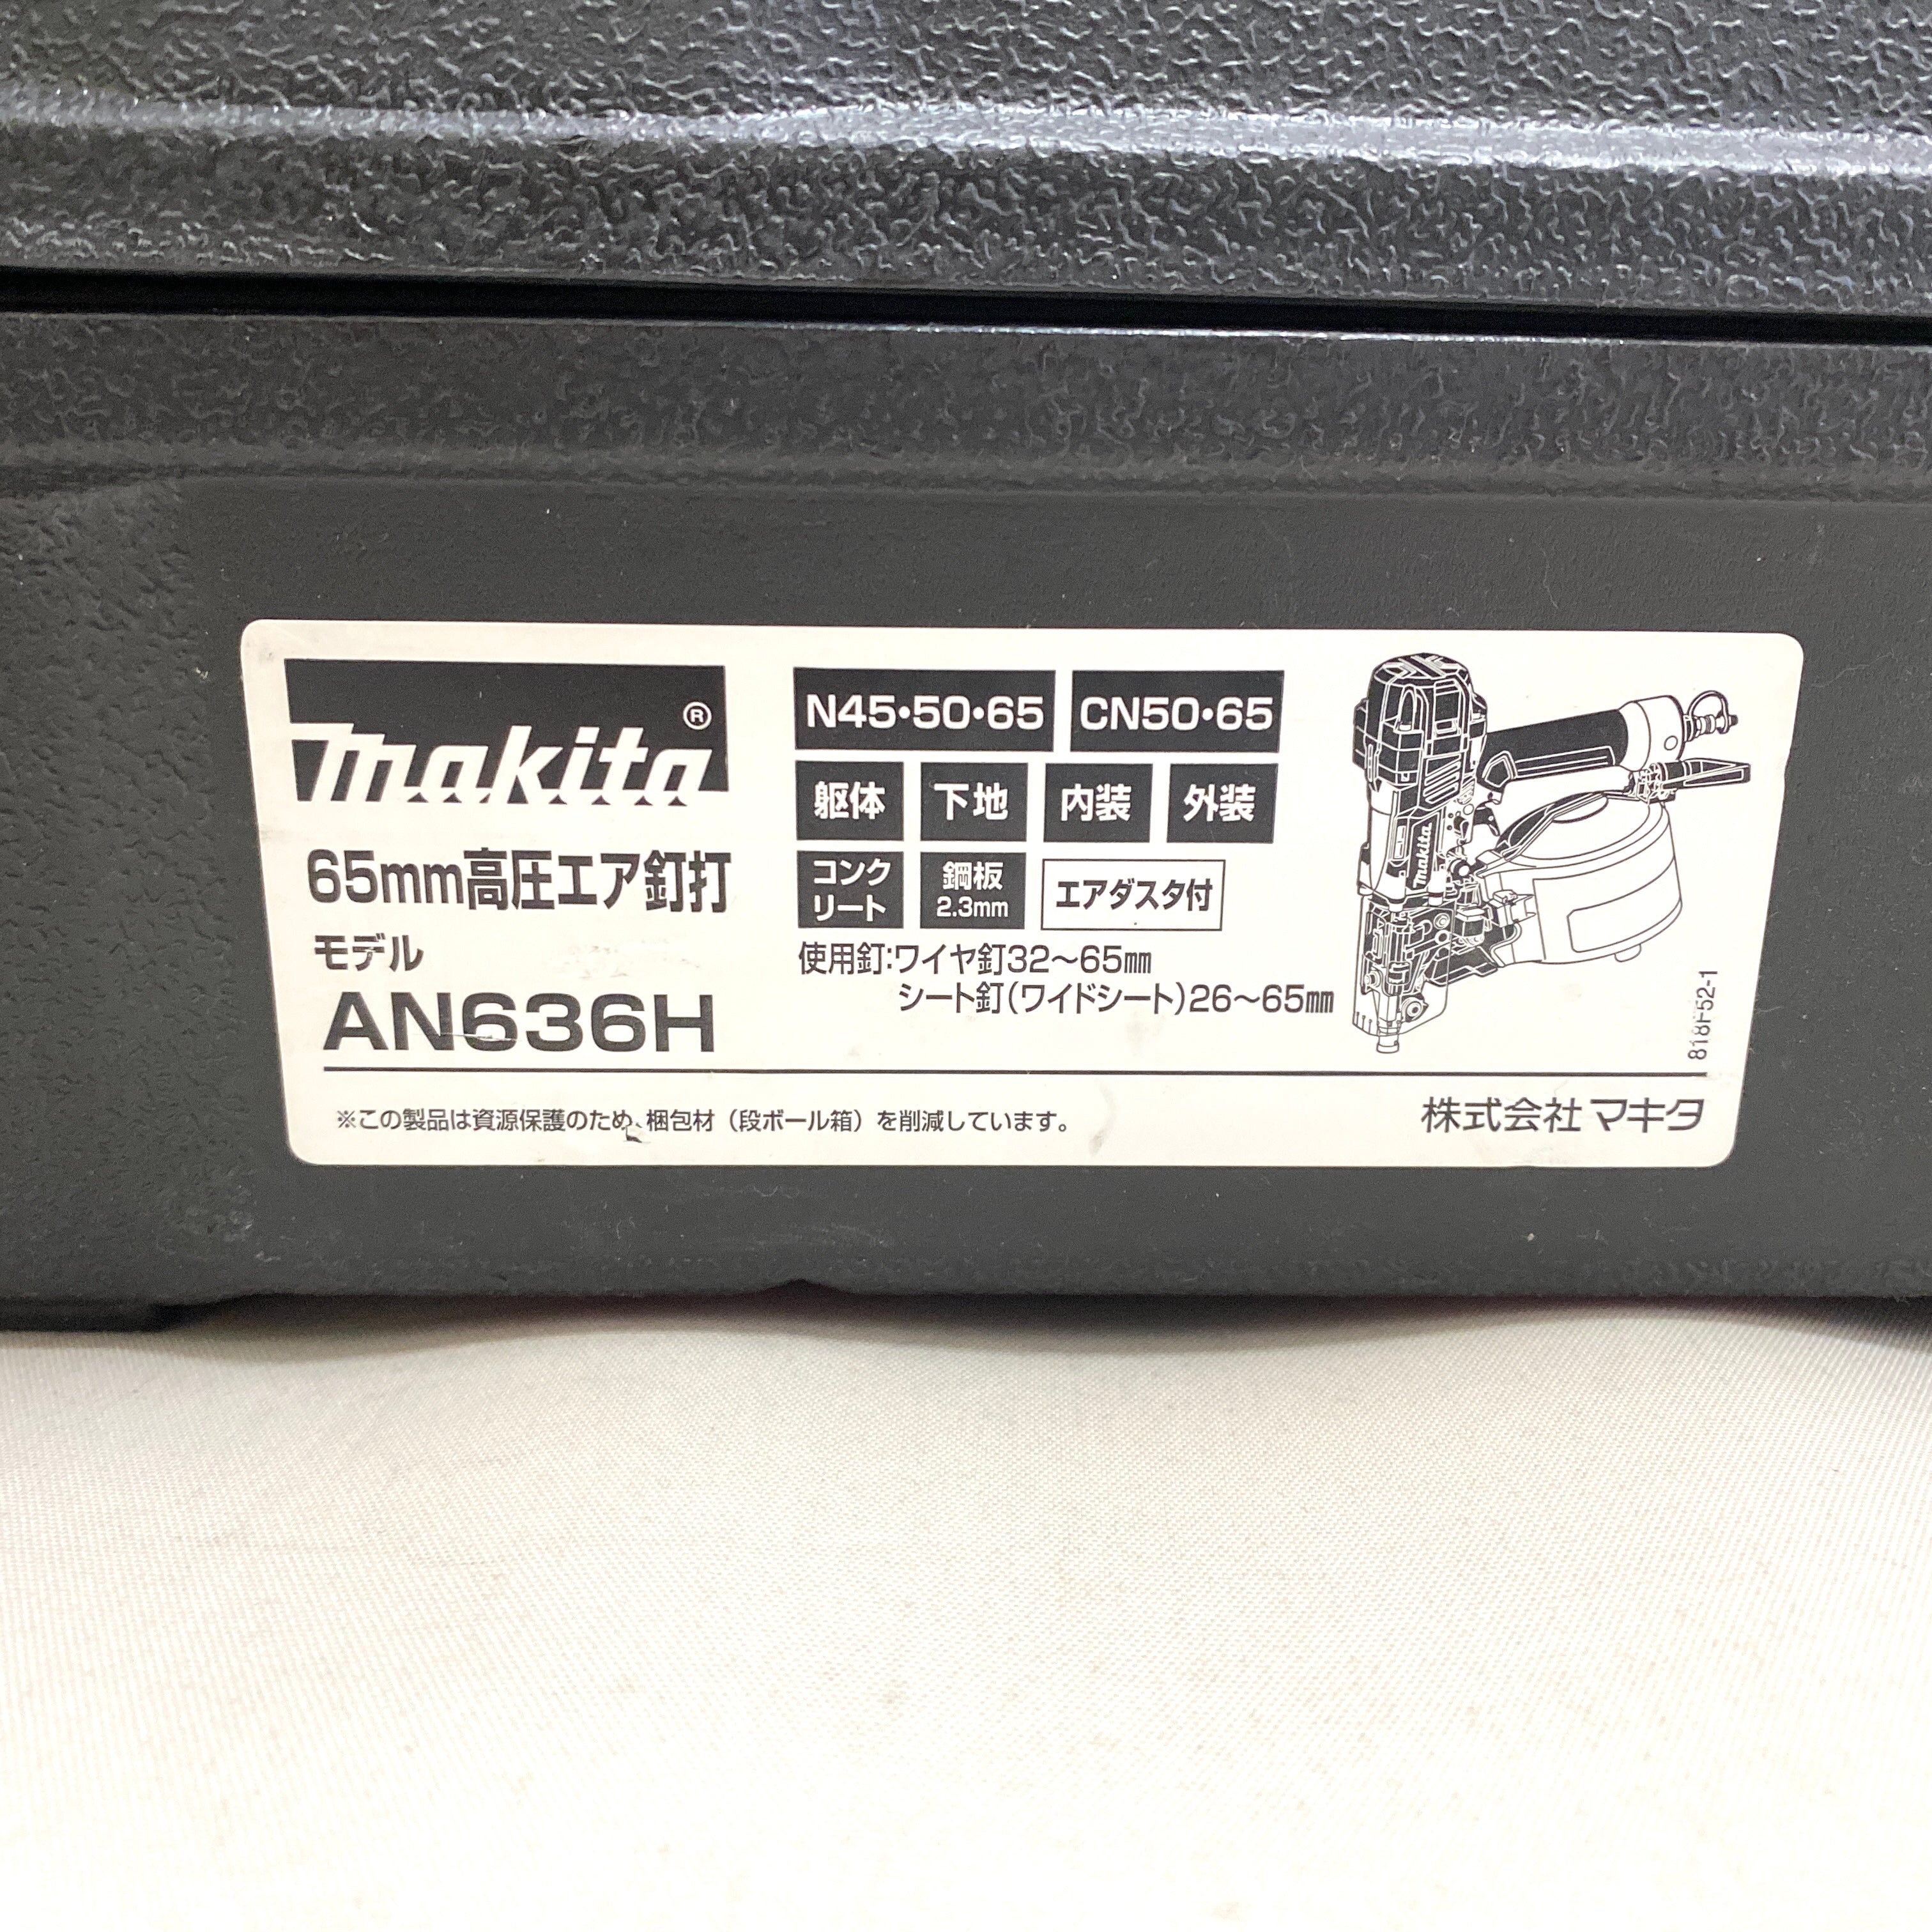 makita®
65mm高圧エア釘打
モデル
AN636H
N45・50・65 CN50・65
躯体 下地 内装 外装
コンク
リート
鋼板
2.3mm
エアダスタ付
使用釘:ワイヤ釘32〜65㎜
シート釘(ワイドシート)26〜65㎜
makita
818F52-1
※この製品は資源保護のため、梱包材（段ボール箱）を削減しています。
株式会社マキタ